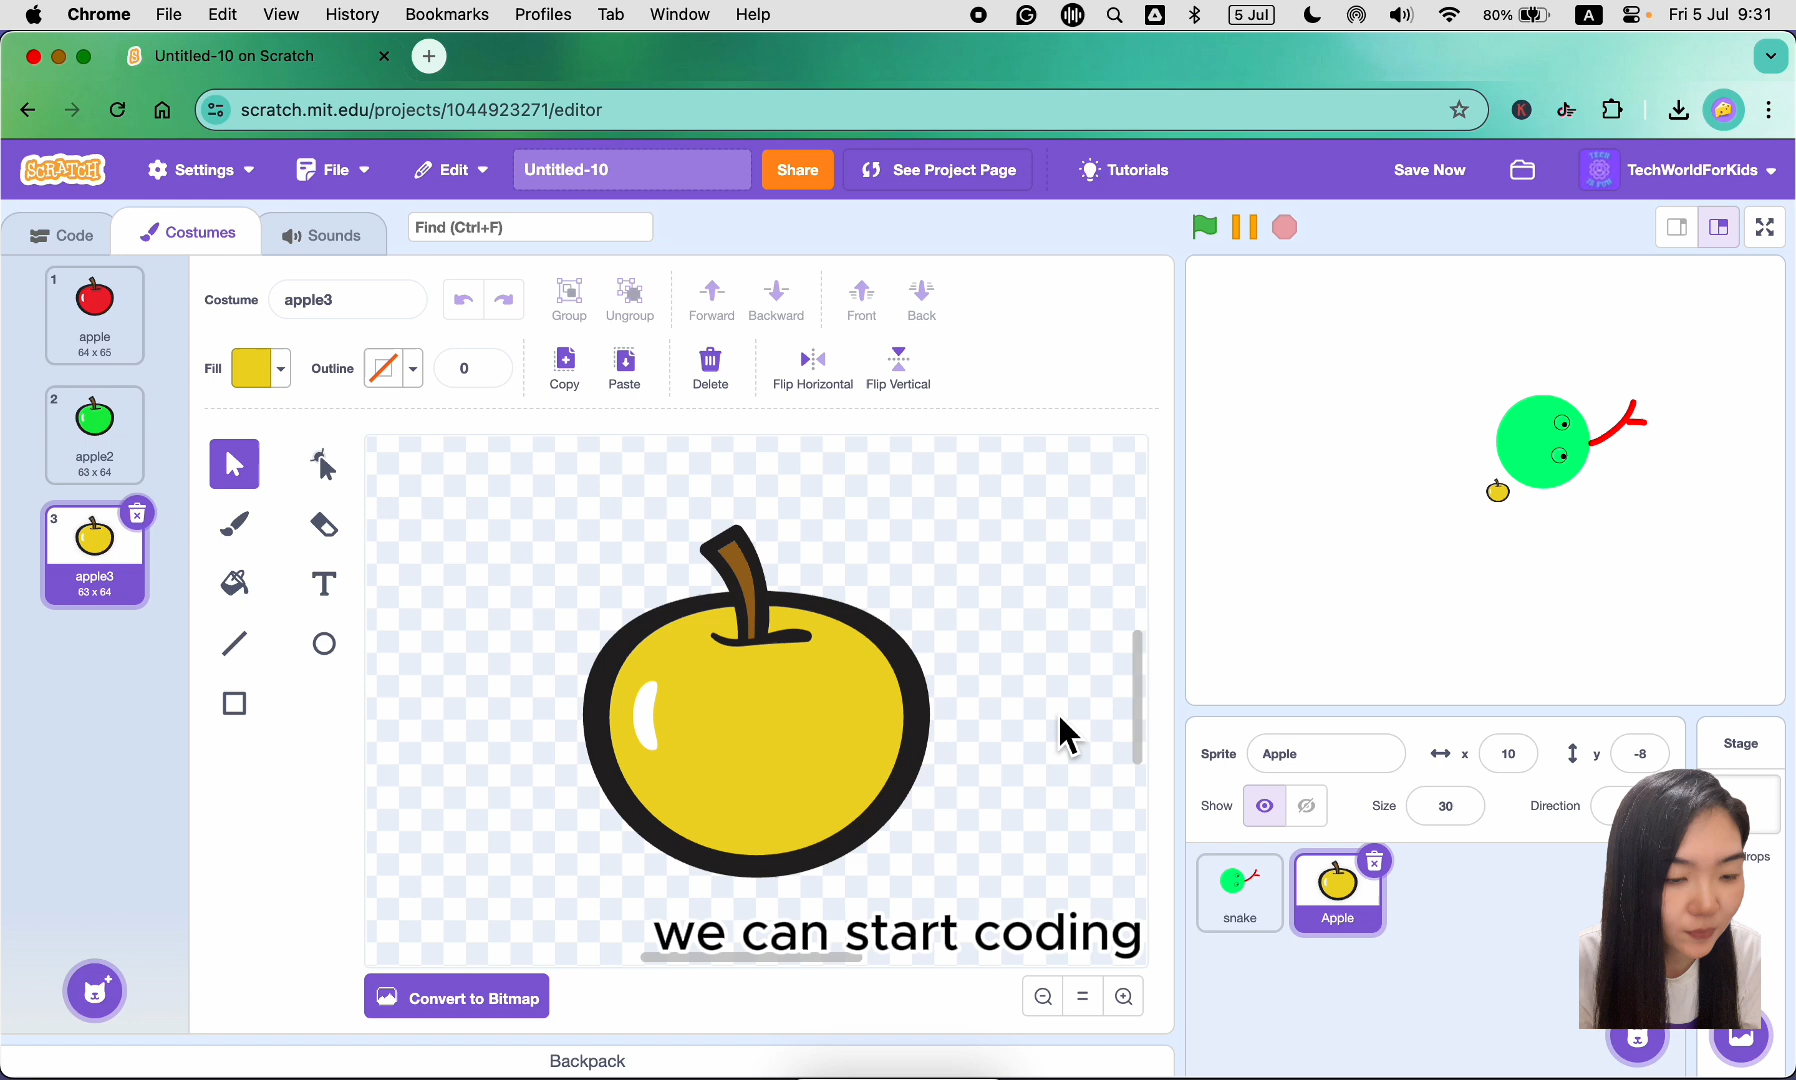 Chrome File Edit View History Bookmarks Profiles Tab Window Help 5 Jul 80% A Fri 5 Jul 9:31
Untitled-10 on Scratch
scratch.mit.edu/projects/1044923271/editor
SCRATCH Settings File Edit Untitled-10 Share See Project Page Tutorials Save Now TechWorldForKids
Code Costumes Sounds Find (Ctrl+F)
1
apple
64 x 65
2
apple2
63 x 64
3
apple3
63 x 64
Costume apple3 Group Ungroup Forward Backward Front Back
Fill Outline 0 Copy Paste Delete Flip Horizontal Flip Vertical
T
we can start coding
Convert to Bitmap
Backpack
Sprite Apple x 10 y -8
Show Size 30 Direction
snake
Apple
Stage